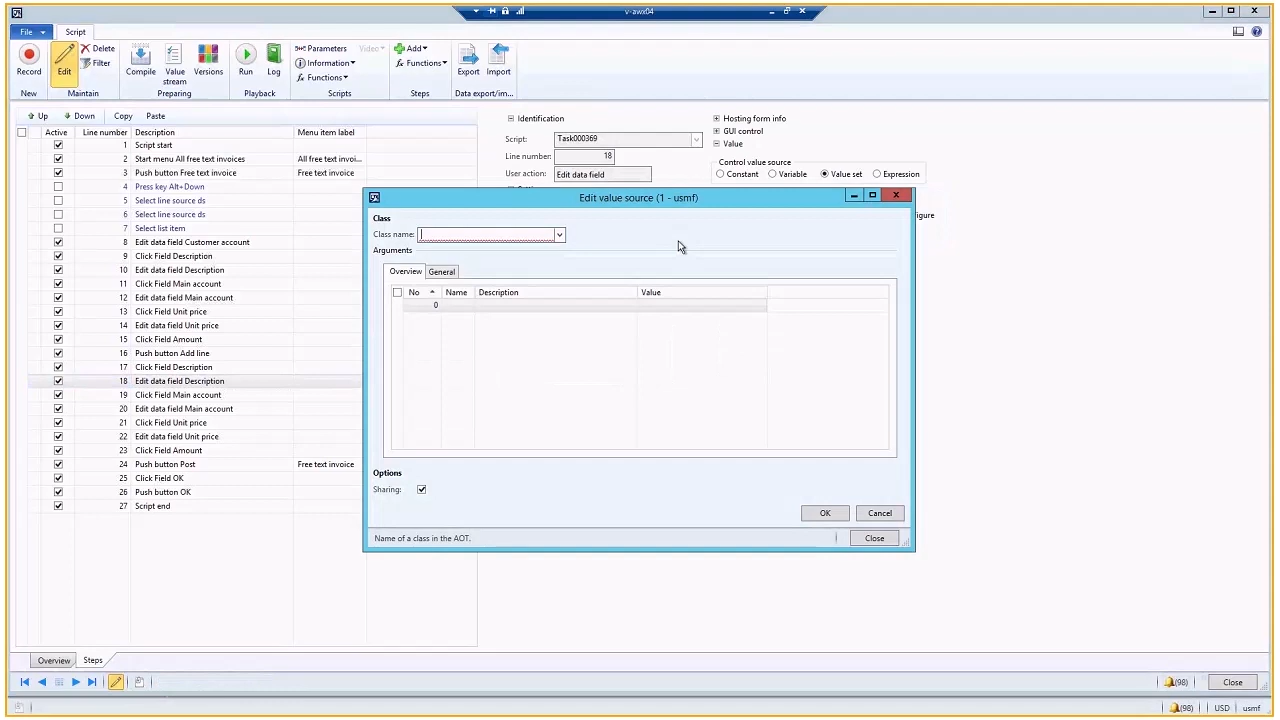 v-awx04
File
Script
Record
Edit
Delete
Filter
Compile
Value
stream
Versions
Run
Log
Parameters
Video
Information
Functions
Add
Functions
Export
Import
New
Maintain
Preparing
Playback
Scripts
Steps
Data export/im...
Up
Down
Copy
Paste
Active
Line number
Description
Menu item label
1 Script start
2 Start menu All free text invoices All free text invoi...
3 Push button Free text invoice Free text invoice
4 Press key Alt+Down
5 Select line source ds
6 Select line source ds
7 Select list item
8 Edit data field Customer account
9 Click Field Description
10 Edit data field Description
11 Click Field Main account
12 Edit data field Main account
13 Click Field Unit price
14 Edit data field Unit price
15 Click Field Amount
16 Push button Add line
17 Click Field Description
18 Edit data field Description
19 Click Field Main account
20 Edit data field Main account
21 Click Field Unit price
22 Edit data field Unit price
23 Click Field Amount
24 Push button Post Free text invoice
25 Click Field OK
26 Push button OK
27 Script end
Identification
Script: Task000369
Line number: 18
User action: Edit data field
Hosting form info
GUI control
Value
Control value source
Constant
Variable
Value set
Expression
igure
Edit value source (1 - usmf)
Class
Class name:
Arguments
Overview
General
No
Name
Description
Value
0
Options
Sharing:
OK
Cancel
Name of a class in the AOT.
Close
Overview
Steps
(98)
Close
(98)
USD
usmf